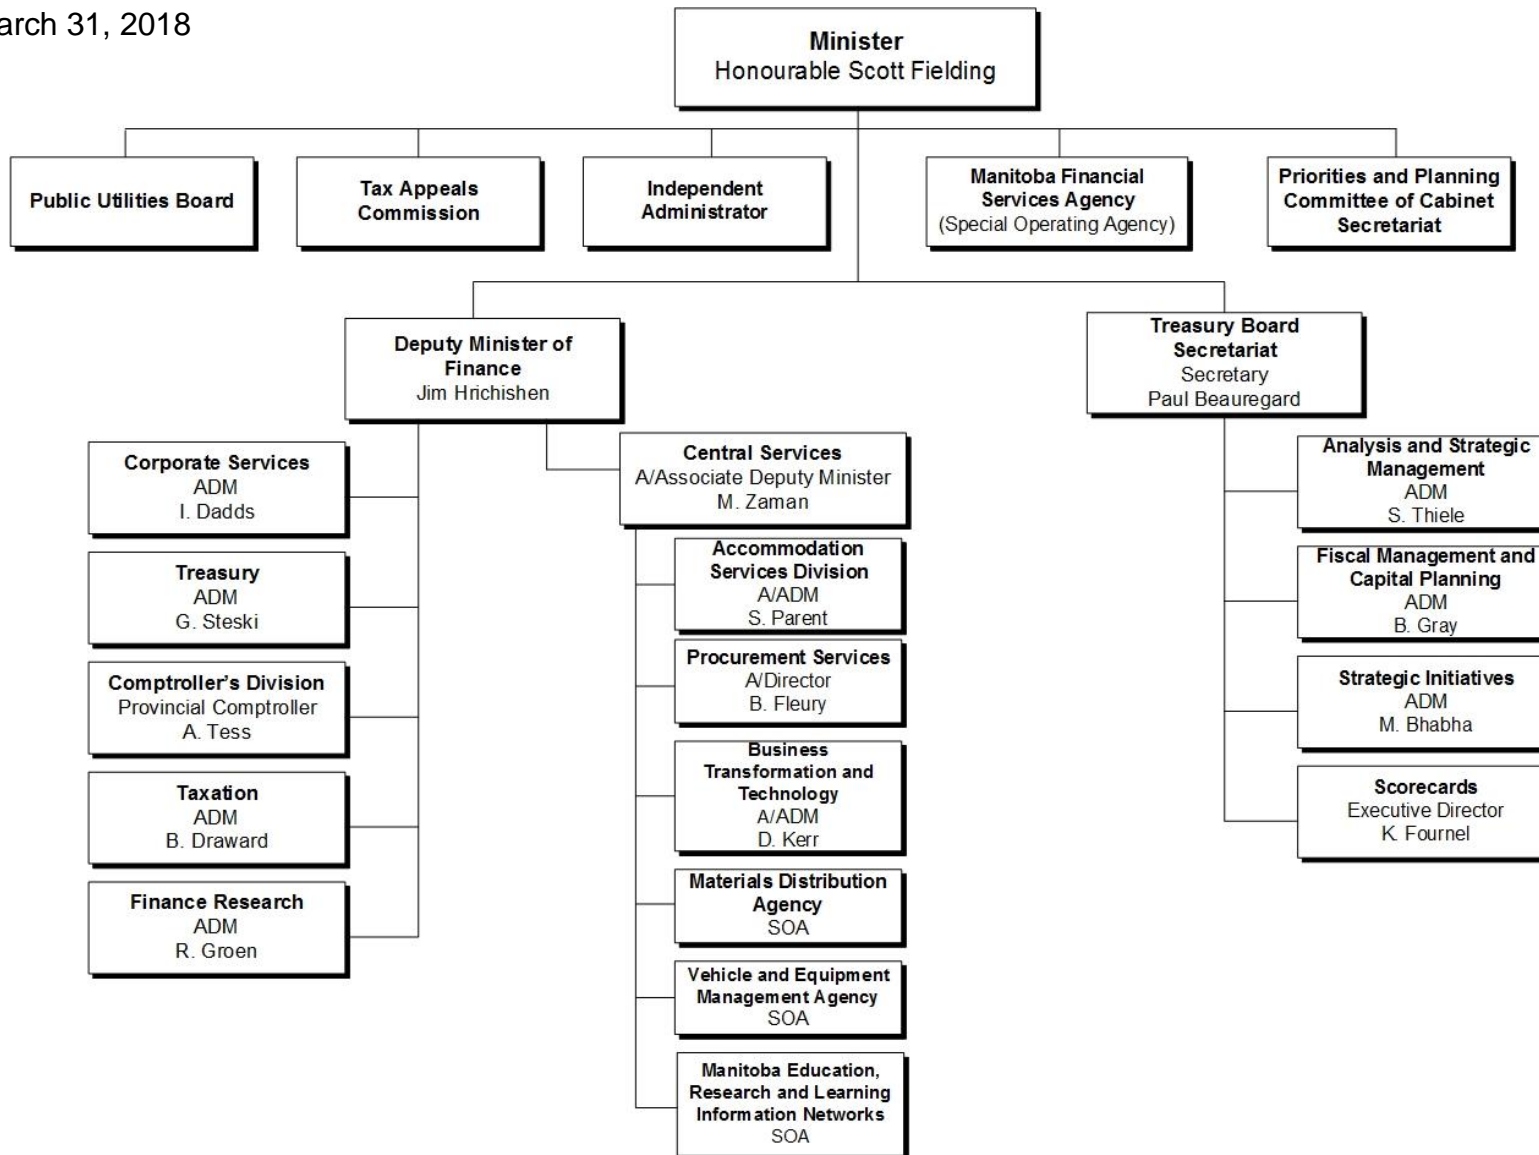 arch 31, 2018
Minister
Honourable Scott Fielding
Public Utilities Board
Tax Appeals
Commission
Independent
Administrator
Manitoba Financial
Services Agency
(Special Operating Agency)
Priorities and Planning
Committee of Cabinet
Secretariat
Deputy Minister of
Finance
Jim Hrichishen
Treasury Board
Secretariat
Secretary
Paul Beauregard
Corporate Services
ADM
I. Dadds
Treasury
ADM
G. Steski
Comptroller's Division
Provincial Comptroller
A. Tess
Taxation
ADM
B. Draward
Finance Research
ADM
R. Groen
Central Services
A/Associate Deputy Minister
M. Zaman
Accommodation
Services Division
A/ADM
S. Parent
Procurement Services
A/Director
B. Fleury
Business
Transformation and
Technology
A/ADM
D. Kerr
Materials Distribution
Agency
SOA
Vehicle and Equipment
Management Agency
SOA
Manitoba Education,
Research and Learning
Information Networks
SOA
Analysis and Strategic
Management
ADM
S. Thiele
Fiscal Management and
Capital Planning
ADM
B. Gray
Strategic Initiatives
ADM
M. Bhabha
Scorecards
Executive Director
K. Fournel